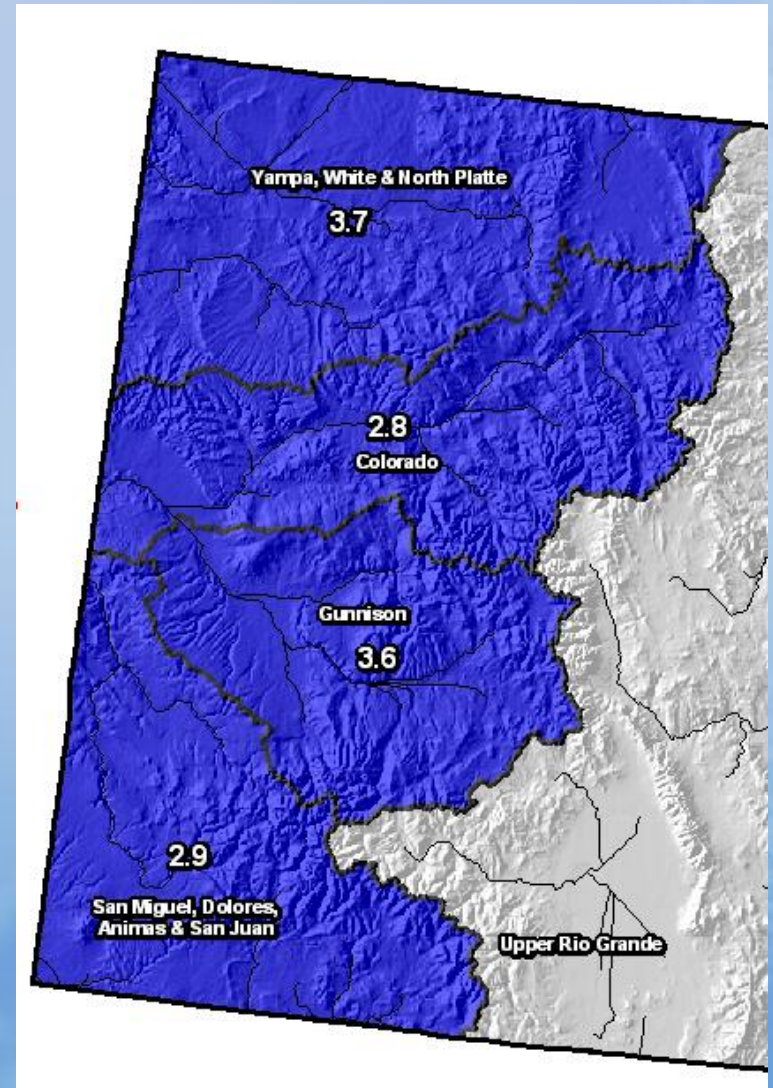 Yampa, White & North Platte
3.7
2.8
Colorado
Gunnison
3.6
2.9
San Miguel, Dolores,
Animas & San Juan
Upper Rio Grande